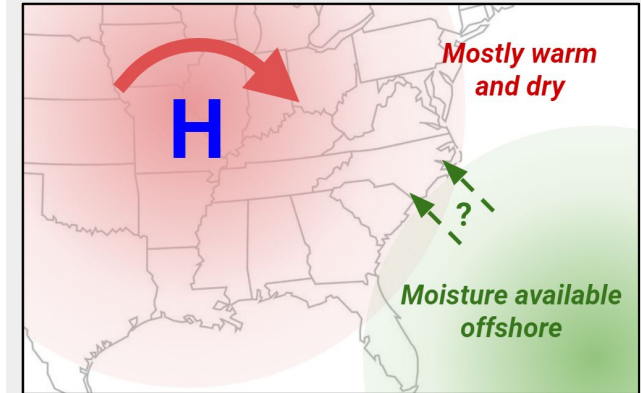 Mostly warm
and dry
H
?
Moisture available
offshore